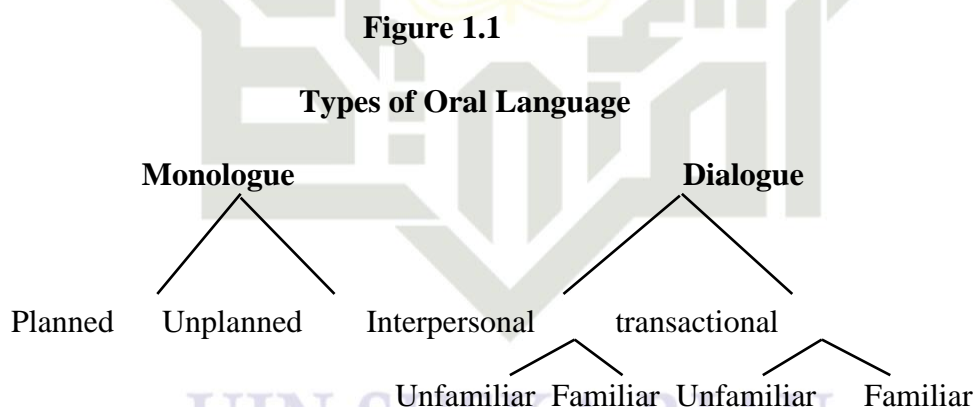 Figure 1.1
Types of Oral Language
Monologue Dialogue
Planned Unplanned Interpersonal transactional
Unfamiliar Familiar Unfamiliar Familiar